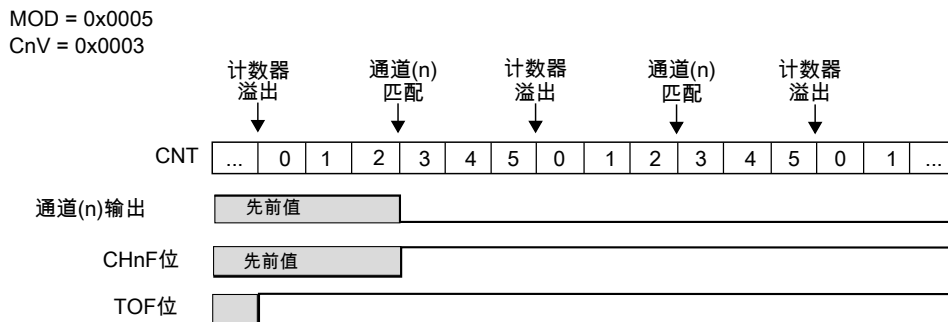 MOD = 0x0005
CnV = 0x0003
计数器
溢出
通道(n)
匹配
计数器
溢出
通道(n)
匹配
计数器
溢出
CNT ... 0 1 2 3 4 5 0 1 2 3 4 5 0 1 ...
通道(n)输出 先前值
CHnF位 先前值
TOF位